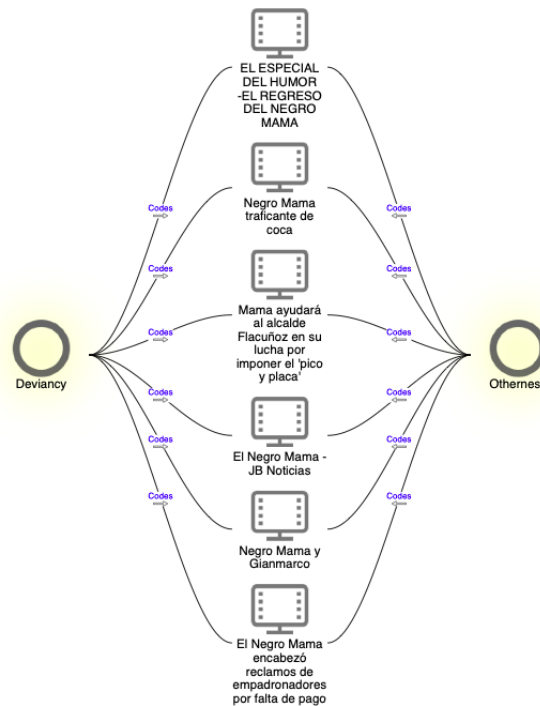 EL ESPECIAL
DEL HUMOR
-EL REGRESO
DEL NEGRO
MAMA
Codes
Codes
Negro Mama
traficante de
coca
Codes
Codes
Mama ayudará
al alcalde
Flacuñoz en su
lucha por
imponer el 'pico
y placa'
Codes
Codes
Deviancy
Othernes
Codes
Codes
El Negro Mama -
JB Noticias
Codes
Codes
Codes
Codes
Negro Mama y
Gianmarco
El Negro Mama
encabezó
reclamos de
empadronadores
por falta de pago